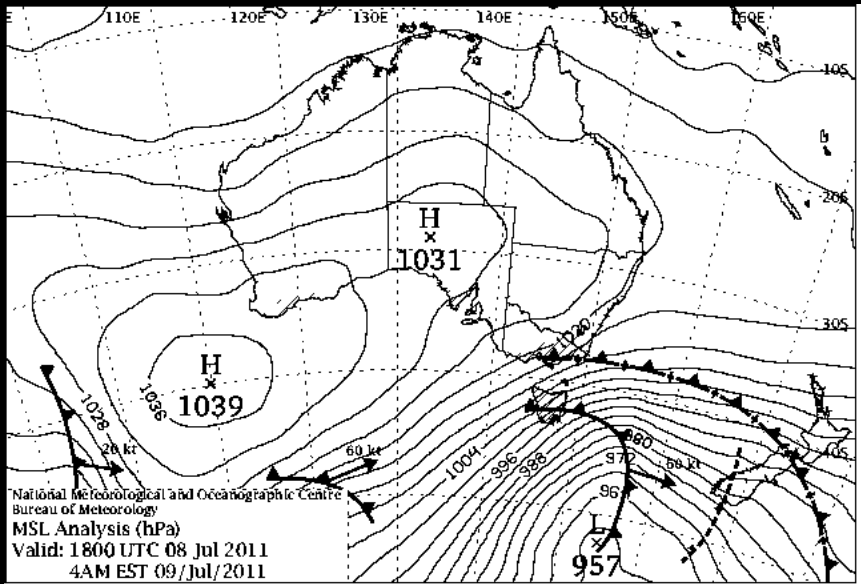 E 110E 120E 130E 140E 150E 160E
10S
20S
H
1031
30S
1020
H
1039
1036
1028
20 kt
60 kt
1004
996
988
980
972
60 kt
96
40S
L
957
National Meteorological and Oceanographic Centre
Bureau of Meteorology
MSL Analysis (hPa)
Valid: 1800 UTC 08 Jul 2011
4AM EST 09/Jul/2011